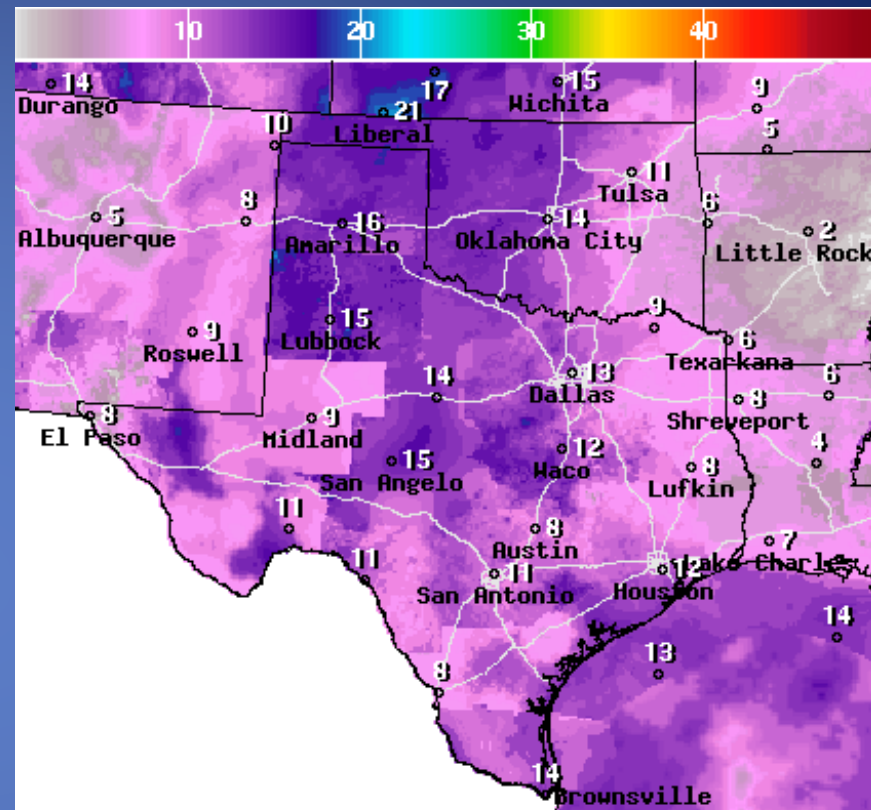 10 20 30 40
14
Durango
17
15
Wichita
9
21
Liberal
10
5
11
Tulsa
5
Albuquerque
8
16
Amarillo
14
Oklahoma City
6
2
Little Rock
9
Roswell
15
Lubbock
9
6
Texarkana
13
Dallas
14
8
El Paso
9
Midland
8
Shreveport
6
15
San Angelo
12
Waco
8
Lufkin
4
11
8
Austin
7
Lake Charles
11
11
San Antonio
12
Houston
14
13
8
14
Brownsville